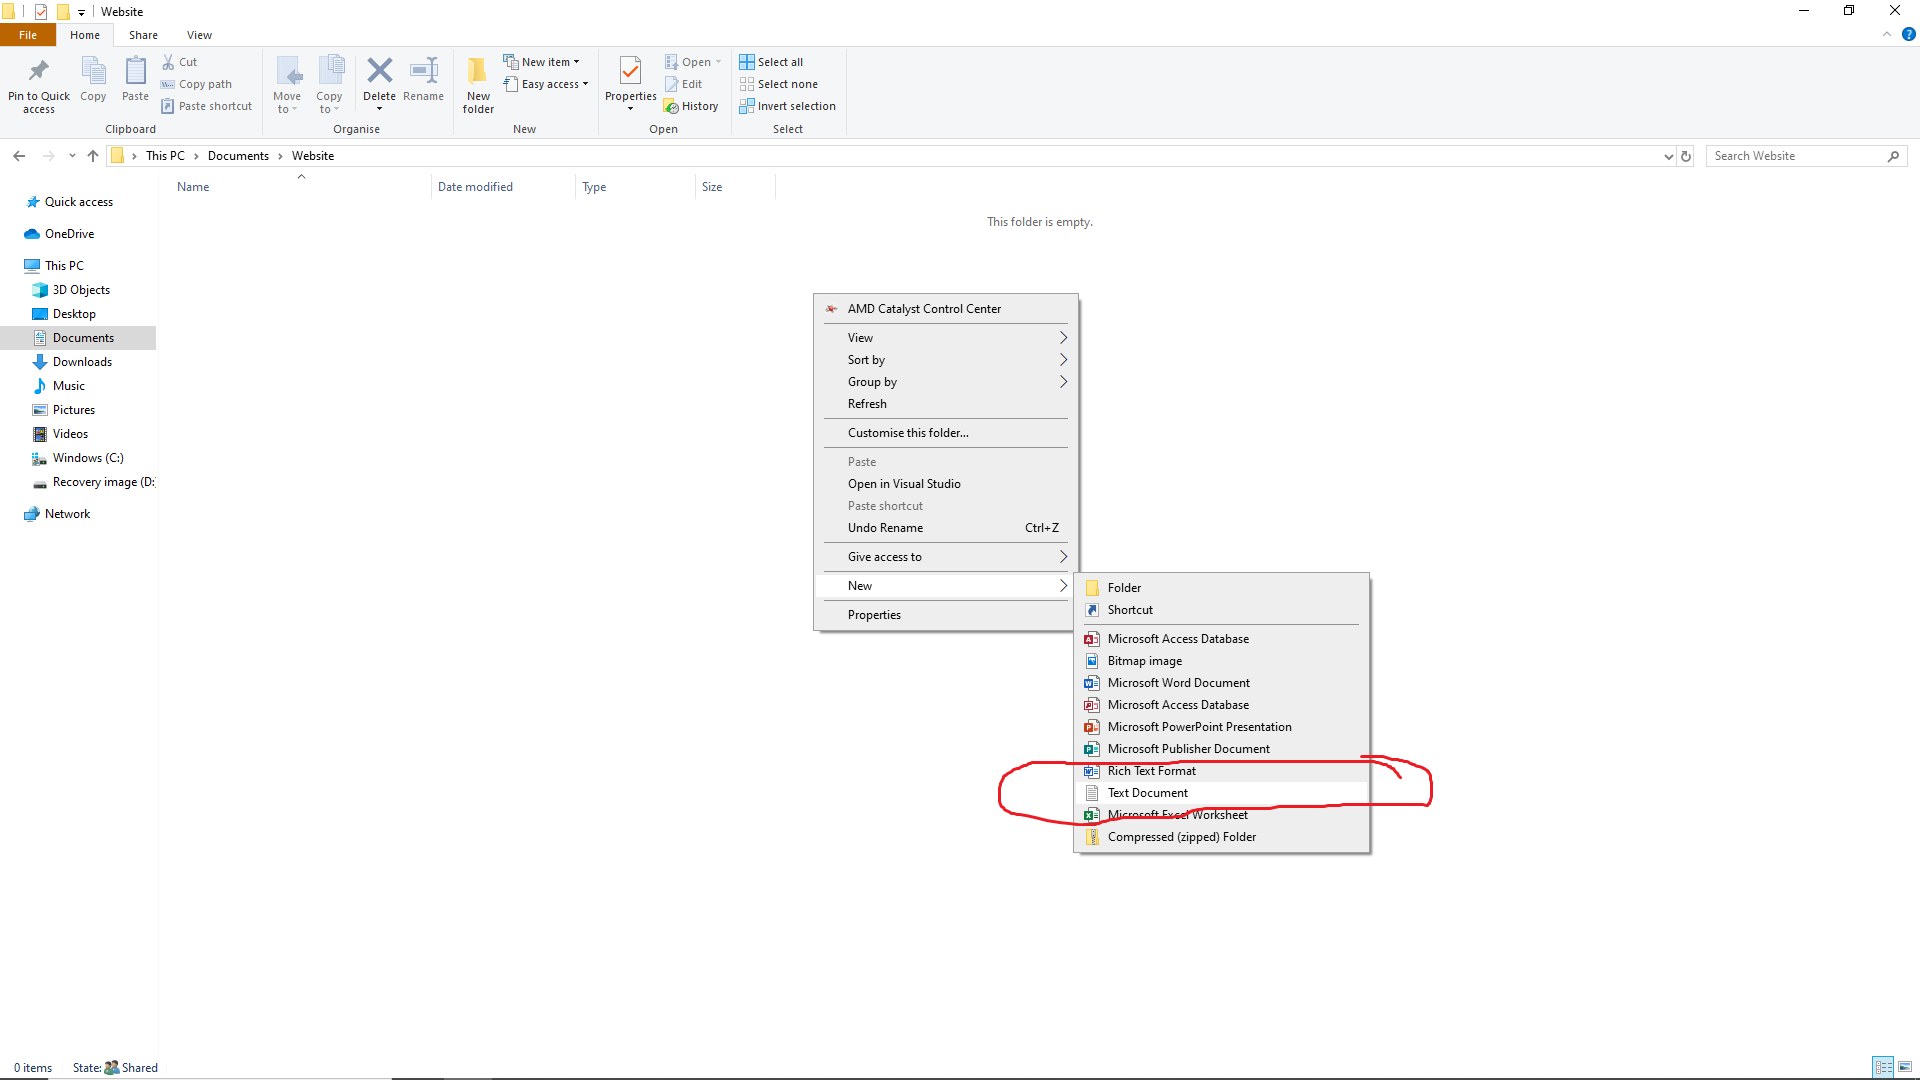 Website
File Home Share View
Pin to Quick access
Copy
Paste
Cut
Copy path
Paste shortcut
Clipboard
Move to
Copy to
Delete
Rename
Organise
New folder
New item
Easy access
New
Properties
Open
Edit
History
Open
Select all
Select none
Invert selection
Select
This PC > Documents > Website
Search Website
Name Date modified Type Size
This folder is empty.
Quick access
OneDrive
This PC
3D Objects
Desktop
Documents
Downloads
Music
Pictures
Videos
Windows (C:)
Recovery image (D:)
Network
AMD Catalyst Control Center
View
Sort by
Group by
Refresh
Customise this folder...
Paste
Open in Visual Studio
Paste shortcut
Undo Rename Ctrl+Z
Give access to
New
Properties
Folder
Shortcut
Microsoft Access Database
Bitmap image
Microsoft Word Document
Microsoft Access Database
Microsoft PowerPoint Presentation
Microsoft Publisher Document
Rich Text Format
Text Document
Microsoft Excel Worksheet
Compressed (zipped) Folder
0 items State: Shared